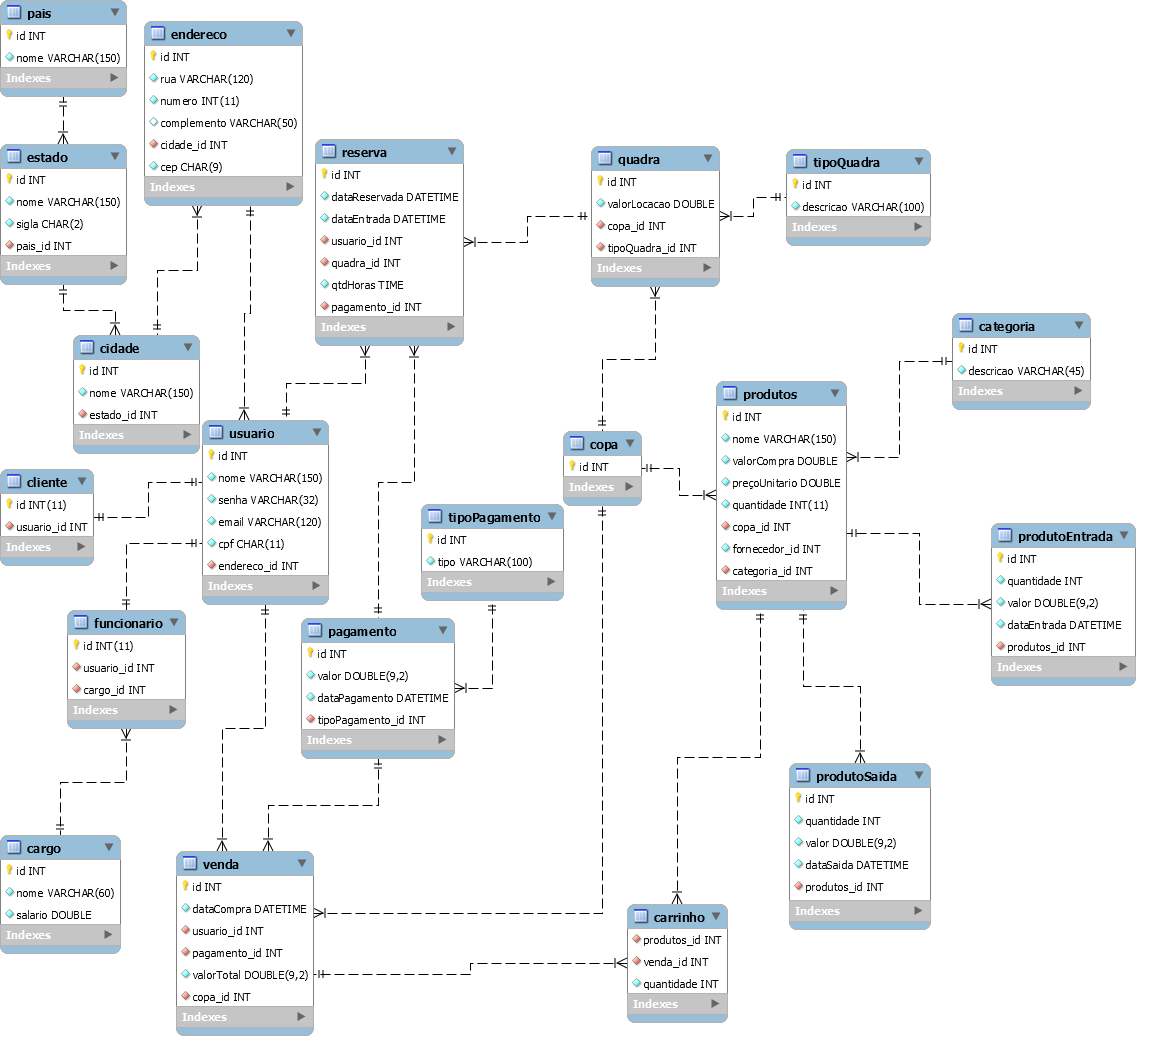 pais
id INT
nome VARCHAR(150)
Indexes
endereco
id INT
rua VARCHAR(120)
numero INT(11)
complemento VARCHAR(50)
cidade_id INT
cep CHAR(9)
Indexes
estado
id INT
nome VARCHAR(150)
sigla CHAR(2)
pais_id INT
Indexes
reserva
id INT
dataReservada DATETIME
dataEntrada DATETIME
usuario_id INT
quadra_id INT
qtdHoras TIME
pagamento_id INT
Indexes
quadra
id INT
valorLocacao DOUBLE
copa_id INT
tipoQuadra_id INT
Indexes
tipoQuadra
id INT
descricao VARCHAR(100)
Indexes
cidade
id INT
nome VARCHAR(150)
estado_id INT
Indexes
categoria
id INT
descricao VARCHAR(45)
Indexes
produtos
id INT
nome VARCHAR(150)
valorCompra DOUBLE
preçoUnitario DOUBLE
quantidade INT(11)
copa_id INT
fornecedor_id INT
categoria_id INT
Indexes
usuario
id INT
nome VARCHAR(150)
senha VARCHAR(32)
email VARCHAR(120)
cpf CHAR(11)
endereco_id INT
Indexes
copa
id INT
Indexes
cliente
id INT(11)
usuario_id INT
Indexes
tipoPagamento
id INT
tipo VARCHAR(100)
Indexes
produtoEntrada
id INT
quantidade INT
valor DOUBLE(9,2)
dataEntrada DATETIME
produtos_id INT
Indexes
funcionario
id INT(11)
usuario_id INT
cargo_id INT
Indexes
pagamento
id INT
valor DOUBLE(9,2)
dataPagamento DATETIME
tipoPagamento_id INT
Indexes
produtoSaida
id INT
quantidade INT
valor DOUBLE(9,2)
dataSaida DATETIME
produtos_id INT
Indexes
cargo
id INT
nome VARCHAR(60)
salario DOUBLE
Indexes
venda
id INT
dataCompra DATETIME
usuario_id INT
pagamento_id INT
valorTotal DOUBLE(9,2)
copa_id INT
Indexes
carrinho
produtos_id INT
venda_id INT
quantidade INT
Indexes